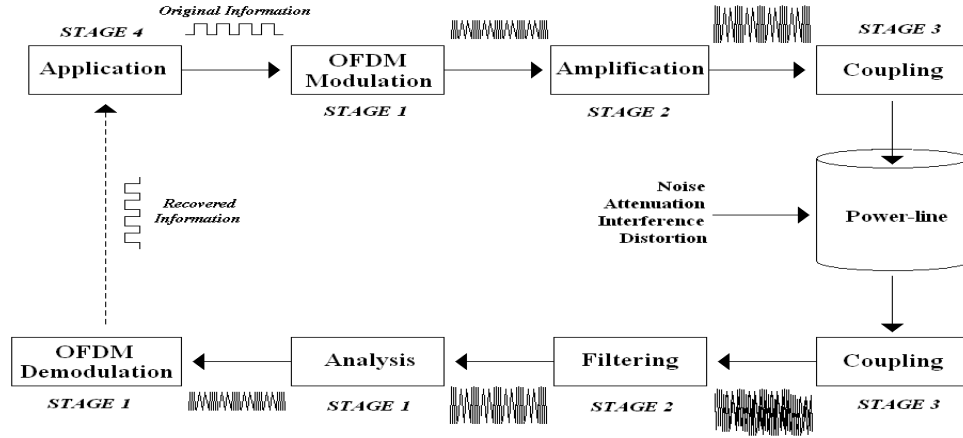 Original Information
STAGE 4
STAGE 3
Application
OFDM
Modulation
Amplification
Coupling
STAGE 1
STAGE 2
Noise
Attenuation
Interference
Distortion
Power-line
Recovered
Information
OFDM
Demodulation
Analysis
Filtering
Coupling
STAGE 1
STAGE 1
STAGE 2
STAGE 3